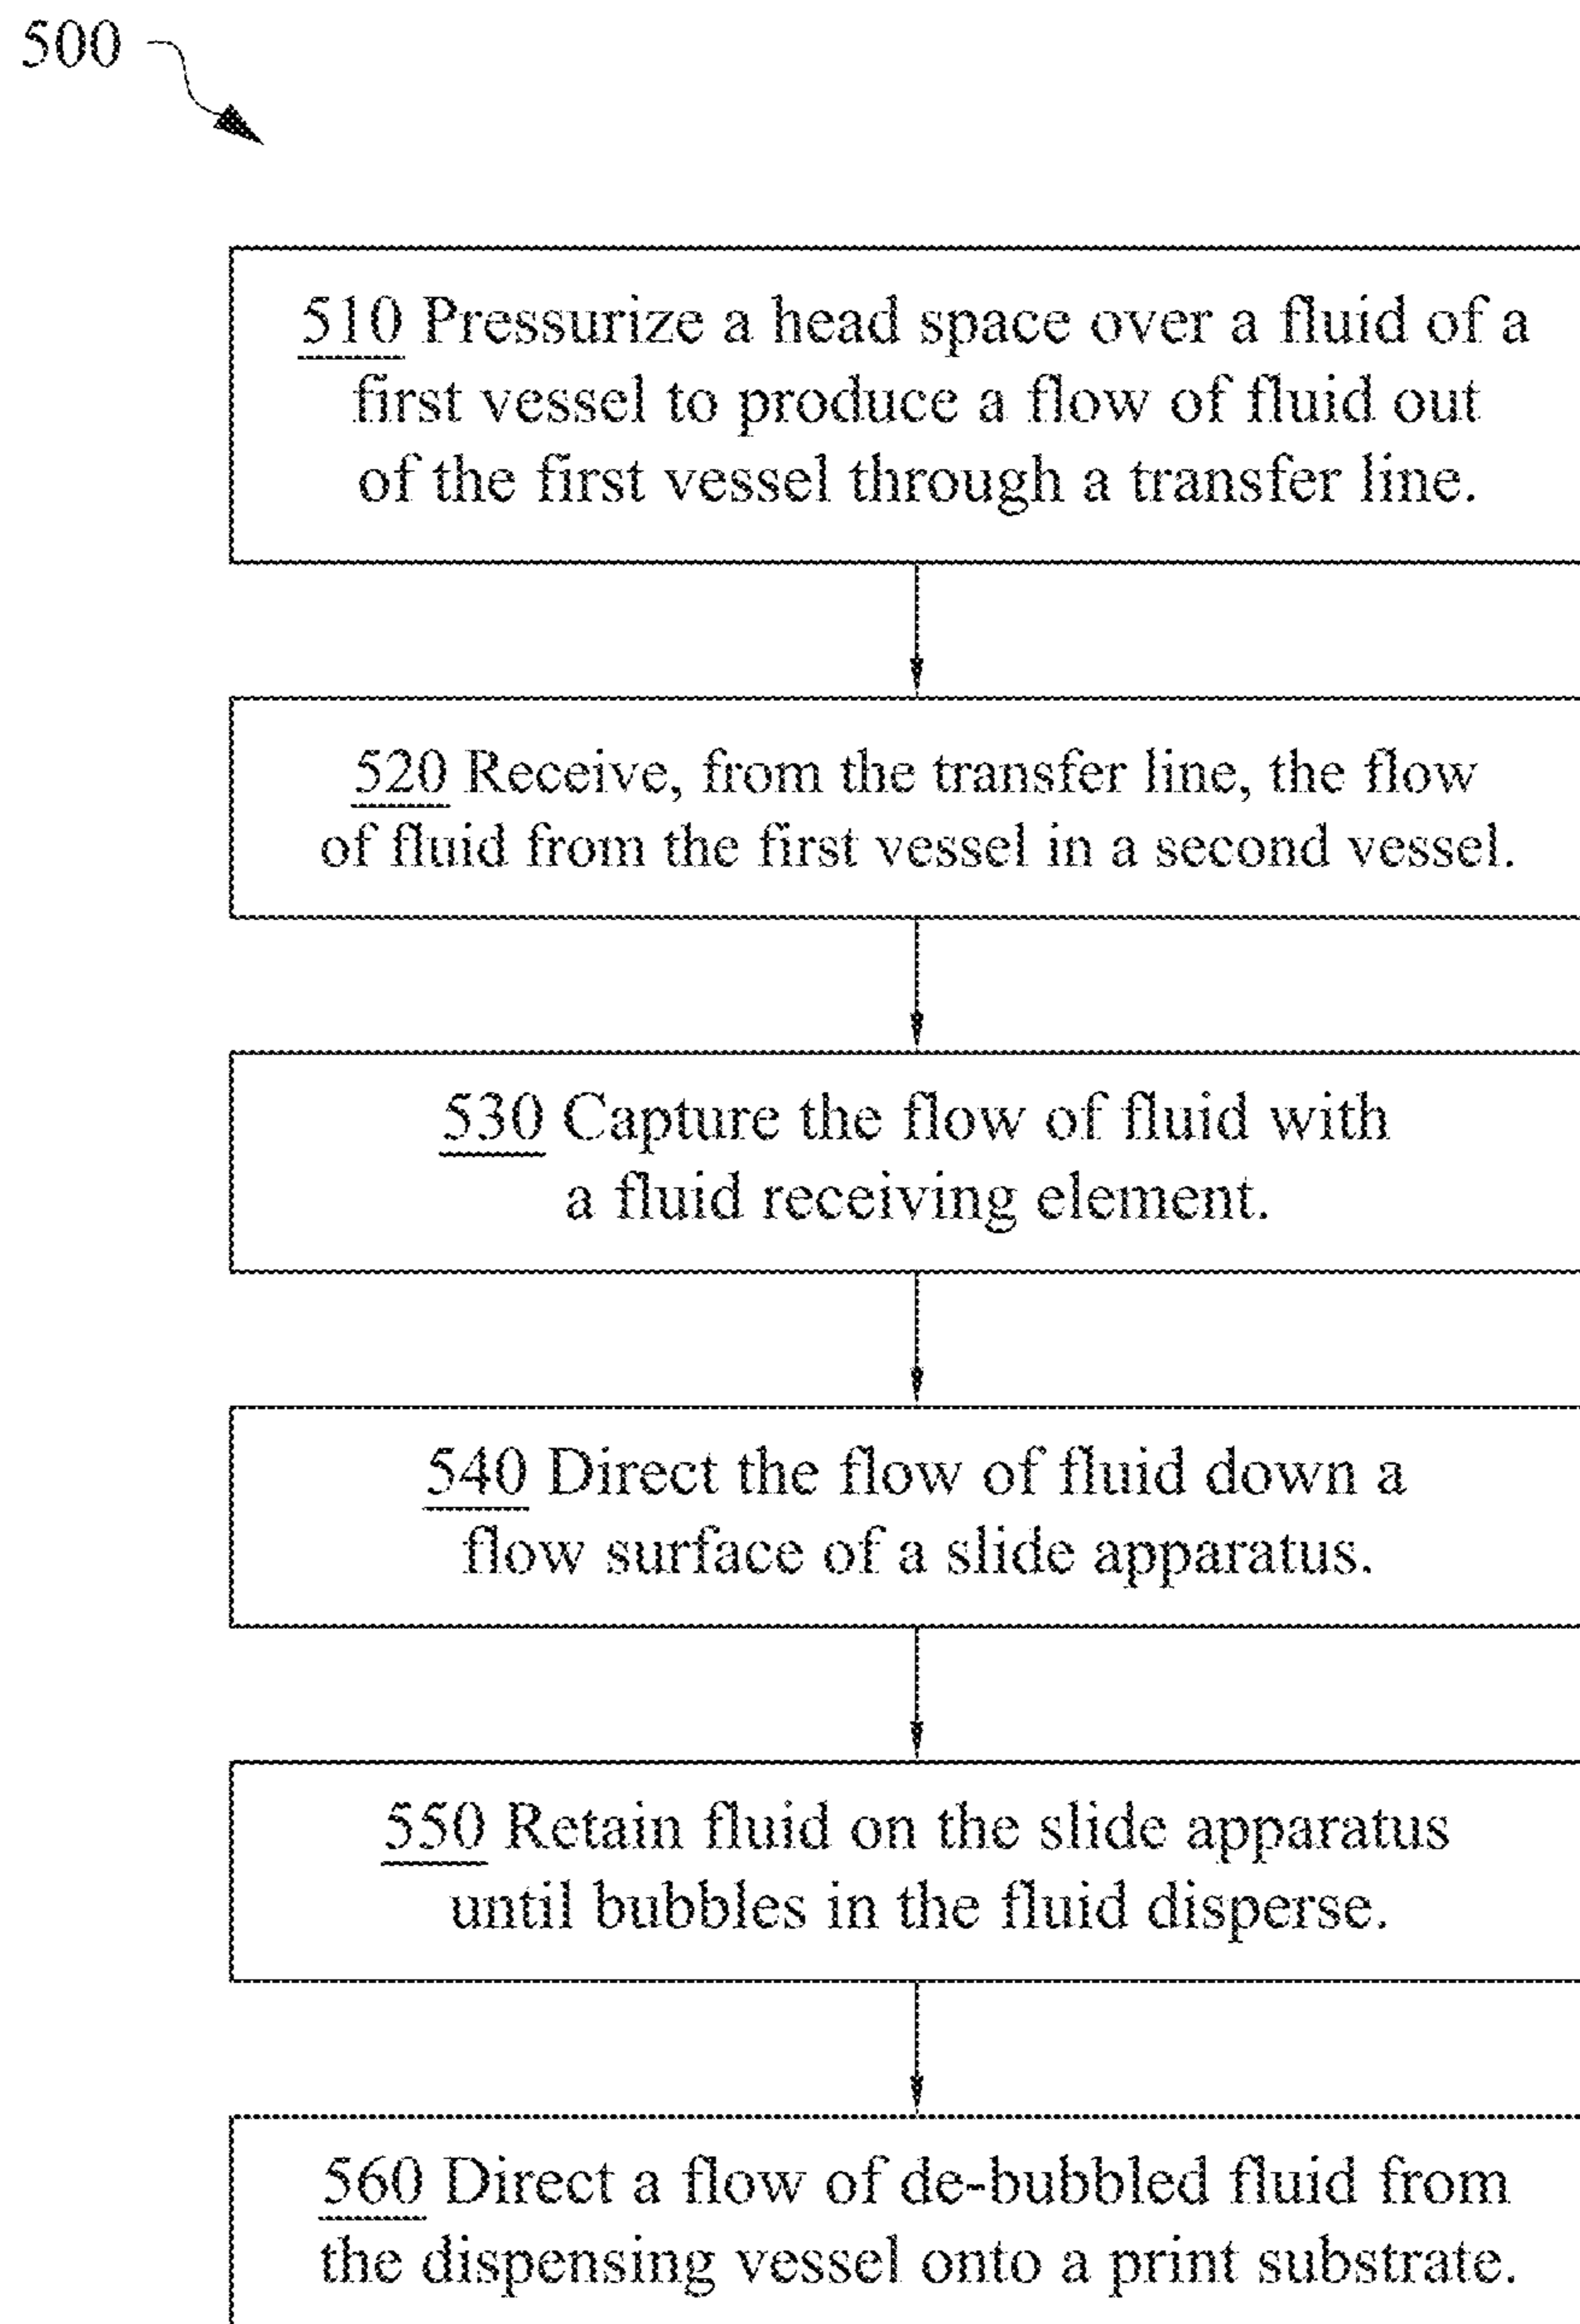 500
510 Pressurize a head space over a fluid of a
first vessel to produce a flow of fluid out
of the first vessel through a transfer line.
520 Receive, from the transfer line, the flow
of fluid from the first vessel in a second vessel.
530 Capture the flow of fluid with
a fluid receiving element.
540 Direct the flow of fluid down a
flow surface of a slide apparatus.
550 Retain fluid on the slide apparatus
until bubbles in the fluid disperse.
560 Direct a flow of de-bubbled fluid from
the dispensing vessel onto a print substrate.